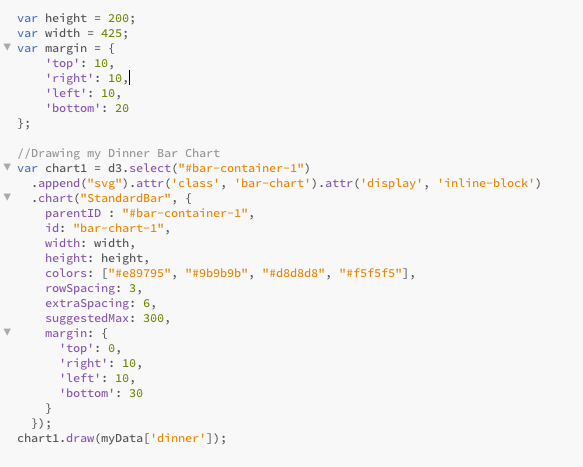 var height = 200;
var width = 425;
var margin = {
    'top': 10,
    'right': 10,
    'left': 10,
    'bottom': 20
};

//Drawing my Dinner Bar Chart
var chart1 = d3.select("#bar-container-1")
  .append("svg").attr('class', 'bar-chart').attr('display', 'inline-block')
  .chart("StandardBar", {
    parentID : "#bar-container-1",
    id: "bar-chart-1",
    width: width,
    height: height,
    colors: ["#e89795", "#9b9b9b", "#d8d8d8", "#f5f5f5"],
    rowSpacing: 3,
    extraSpacing: 6,
    suggestedMax: 300,
    margin: {
      'top': 0,
      'right': 10,
      'left': 10,
      'bottom': 30
    }
  });
chart1.draw(myData['dinner']);